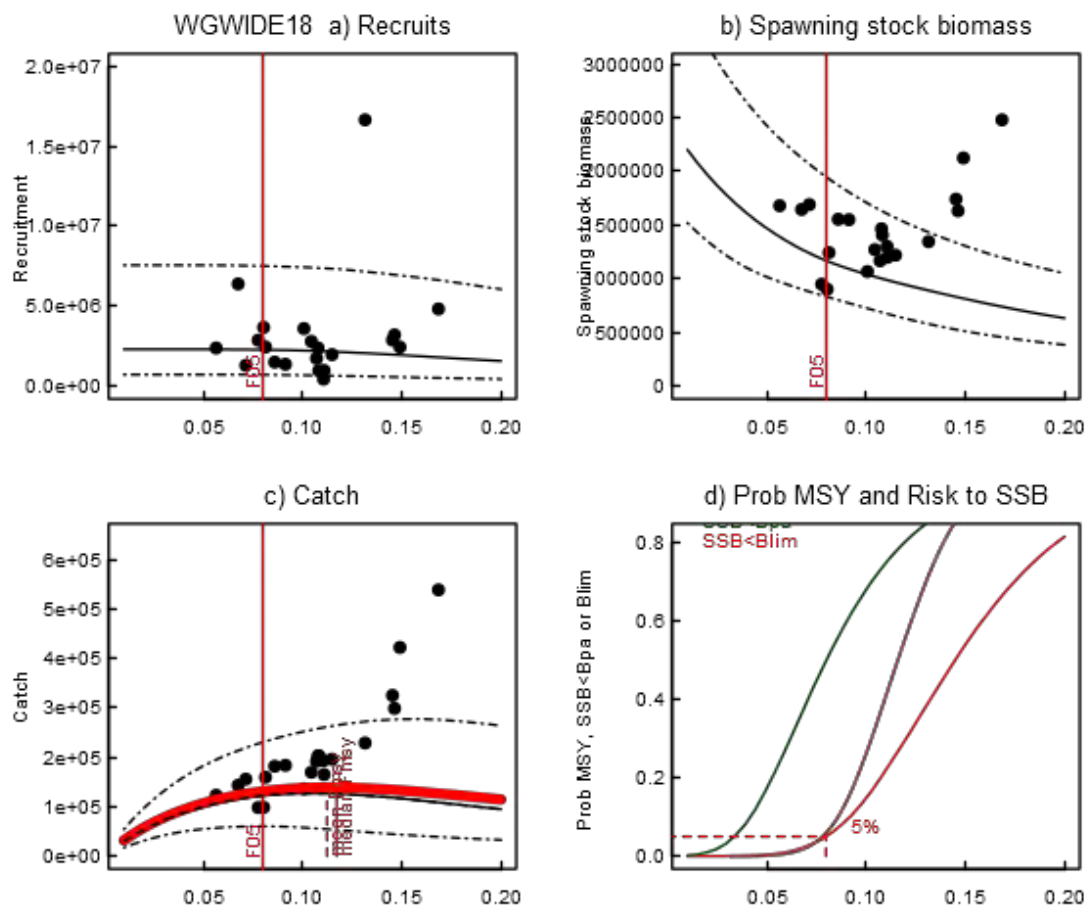 WGWIDE18 a) Recruits
Recruitment
2.0e+07
1.5e+07
1.0e+07
5.0e+06
0.0e+00
F05
0.05 0.10 0.15 0.20
b) Spawning stock biomass
Spawning stock biomass
3000000
2500000
2000000
1500000
1000000
500000
0
F05
0.05 0.10 0.15 0.20
c) Catch
Catch
6e+05
5e+05
4e+05
3e+05
2e+05
1e+05
0e+00
F05
median Fmsy
0.05 0.10 0.15 0.20
d) Prob MSY and Risk to SSB
Prob MSY, SSB<Bpa or Blim
0.8
0.6
0.4
0.2
0.0
SSB<Bpa
SSB<Blim
5%
0.05 0.10 0.15 0.20